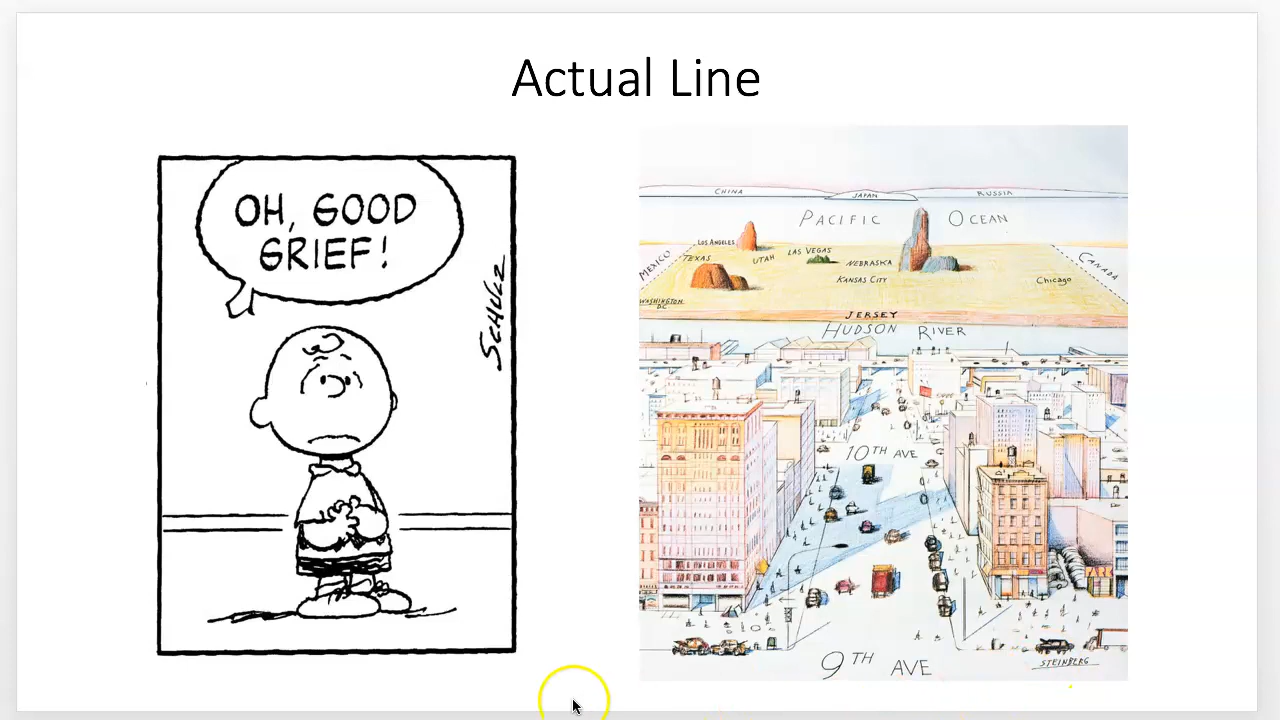 Actual Line
OH, GOOD
GRIEF!
SCHULZ
CHINA
JAPAN
RUSSIA
PACIFIC OCEAN
LOS ANGELES
MEXICO
TEXAS
UTAH
LAS VEGAS
NEBRASKA
CANADA
KANSAS CITY
Chicago
WASHINGTON
DC
JERSEY
HUDSON RIVER
10TH AVE
9TH AVE
STEINBERG